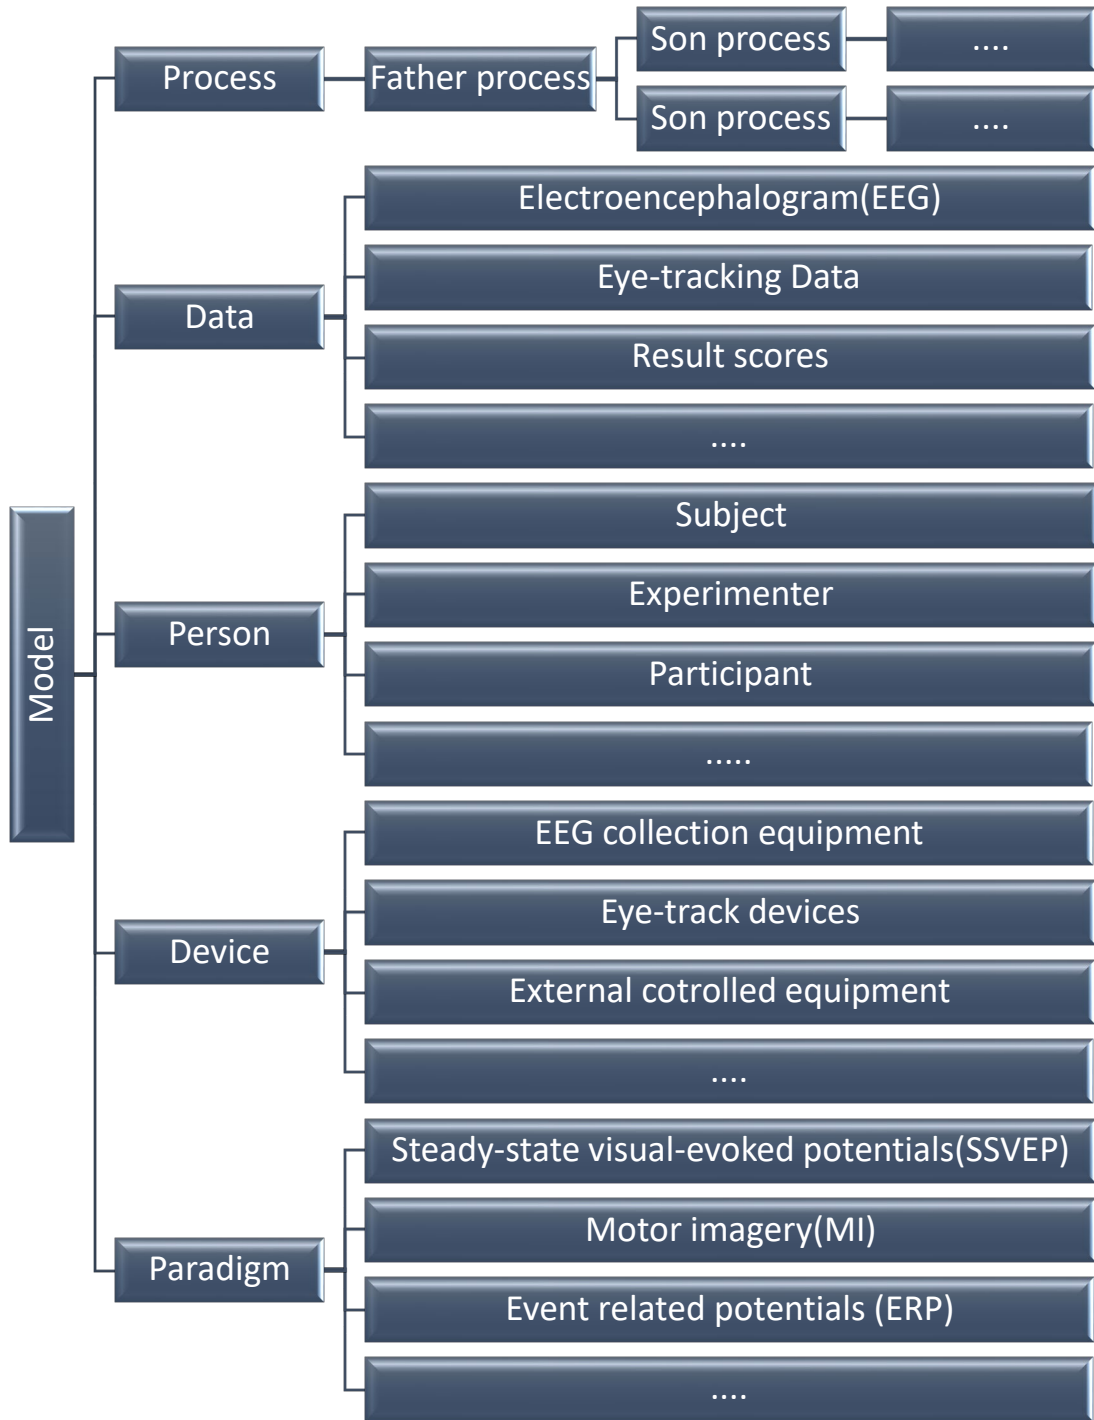 Model
Process
Father process
Son process
....
Son process
....
Data
Electroencephalogram(EEG)
Eye-tracking Data
Result scores
....
Person
Subject
Experimenter
Participant
.....
Device
EEG collection equipment
Eye-track devices
External cotrolled equipment
....
Paradigm
Steady-state visual-evoked potentials(SSVEP)
Motor imagery(MI)
Event related potentials (ERP)
....